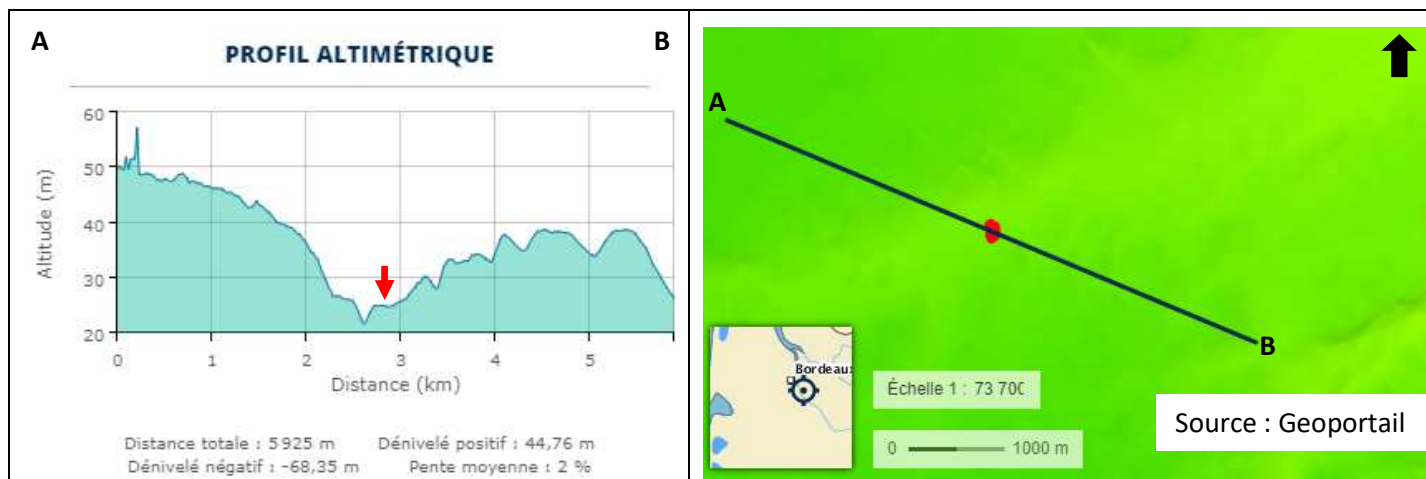 A
B
PROFIL ALTIMÉTRIQUE
60
50
40
30
20
Altitude (m)
0 1 2 3 4 5
Distance (km)
Distance totale : 5 925 m Dénivelé positif : 44,76 m
Dénivelé négatif : -68,35 m Pente moyenne : 2 %
A
B
Bordeau
Échelle 1 : 73 700
0 1000 m
Source : Geoportail